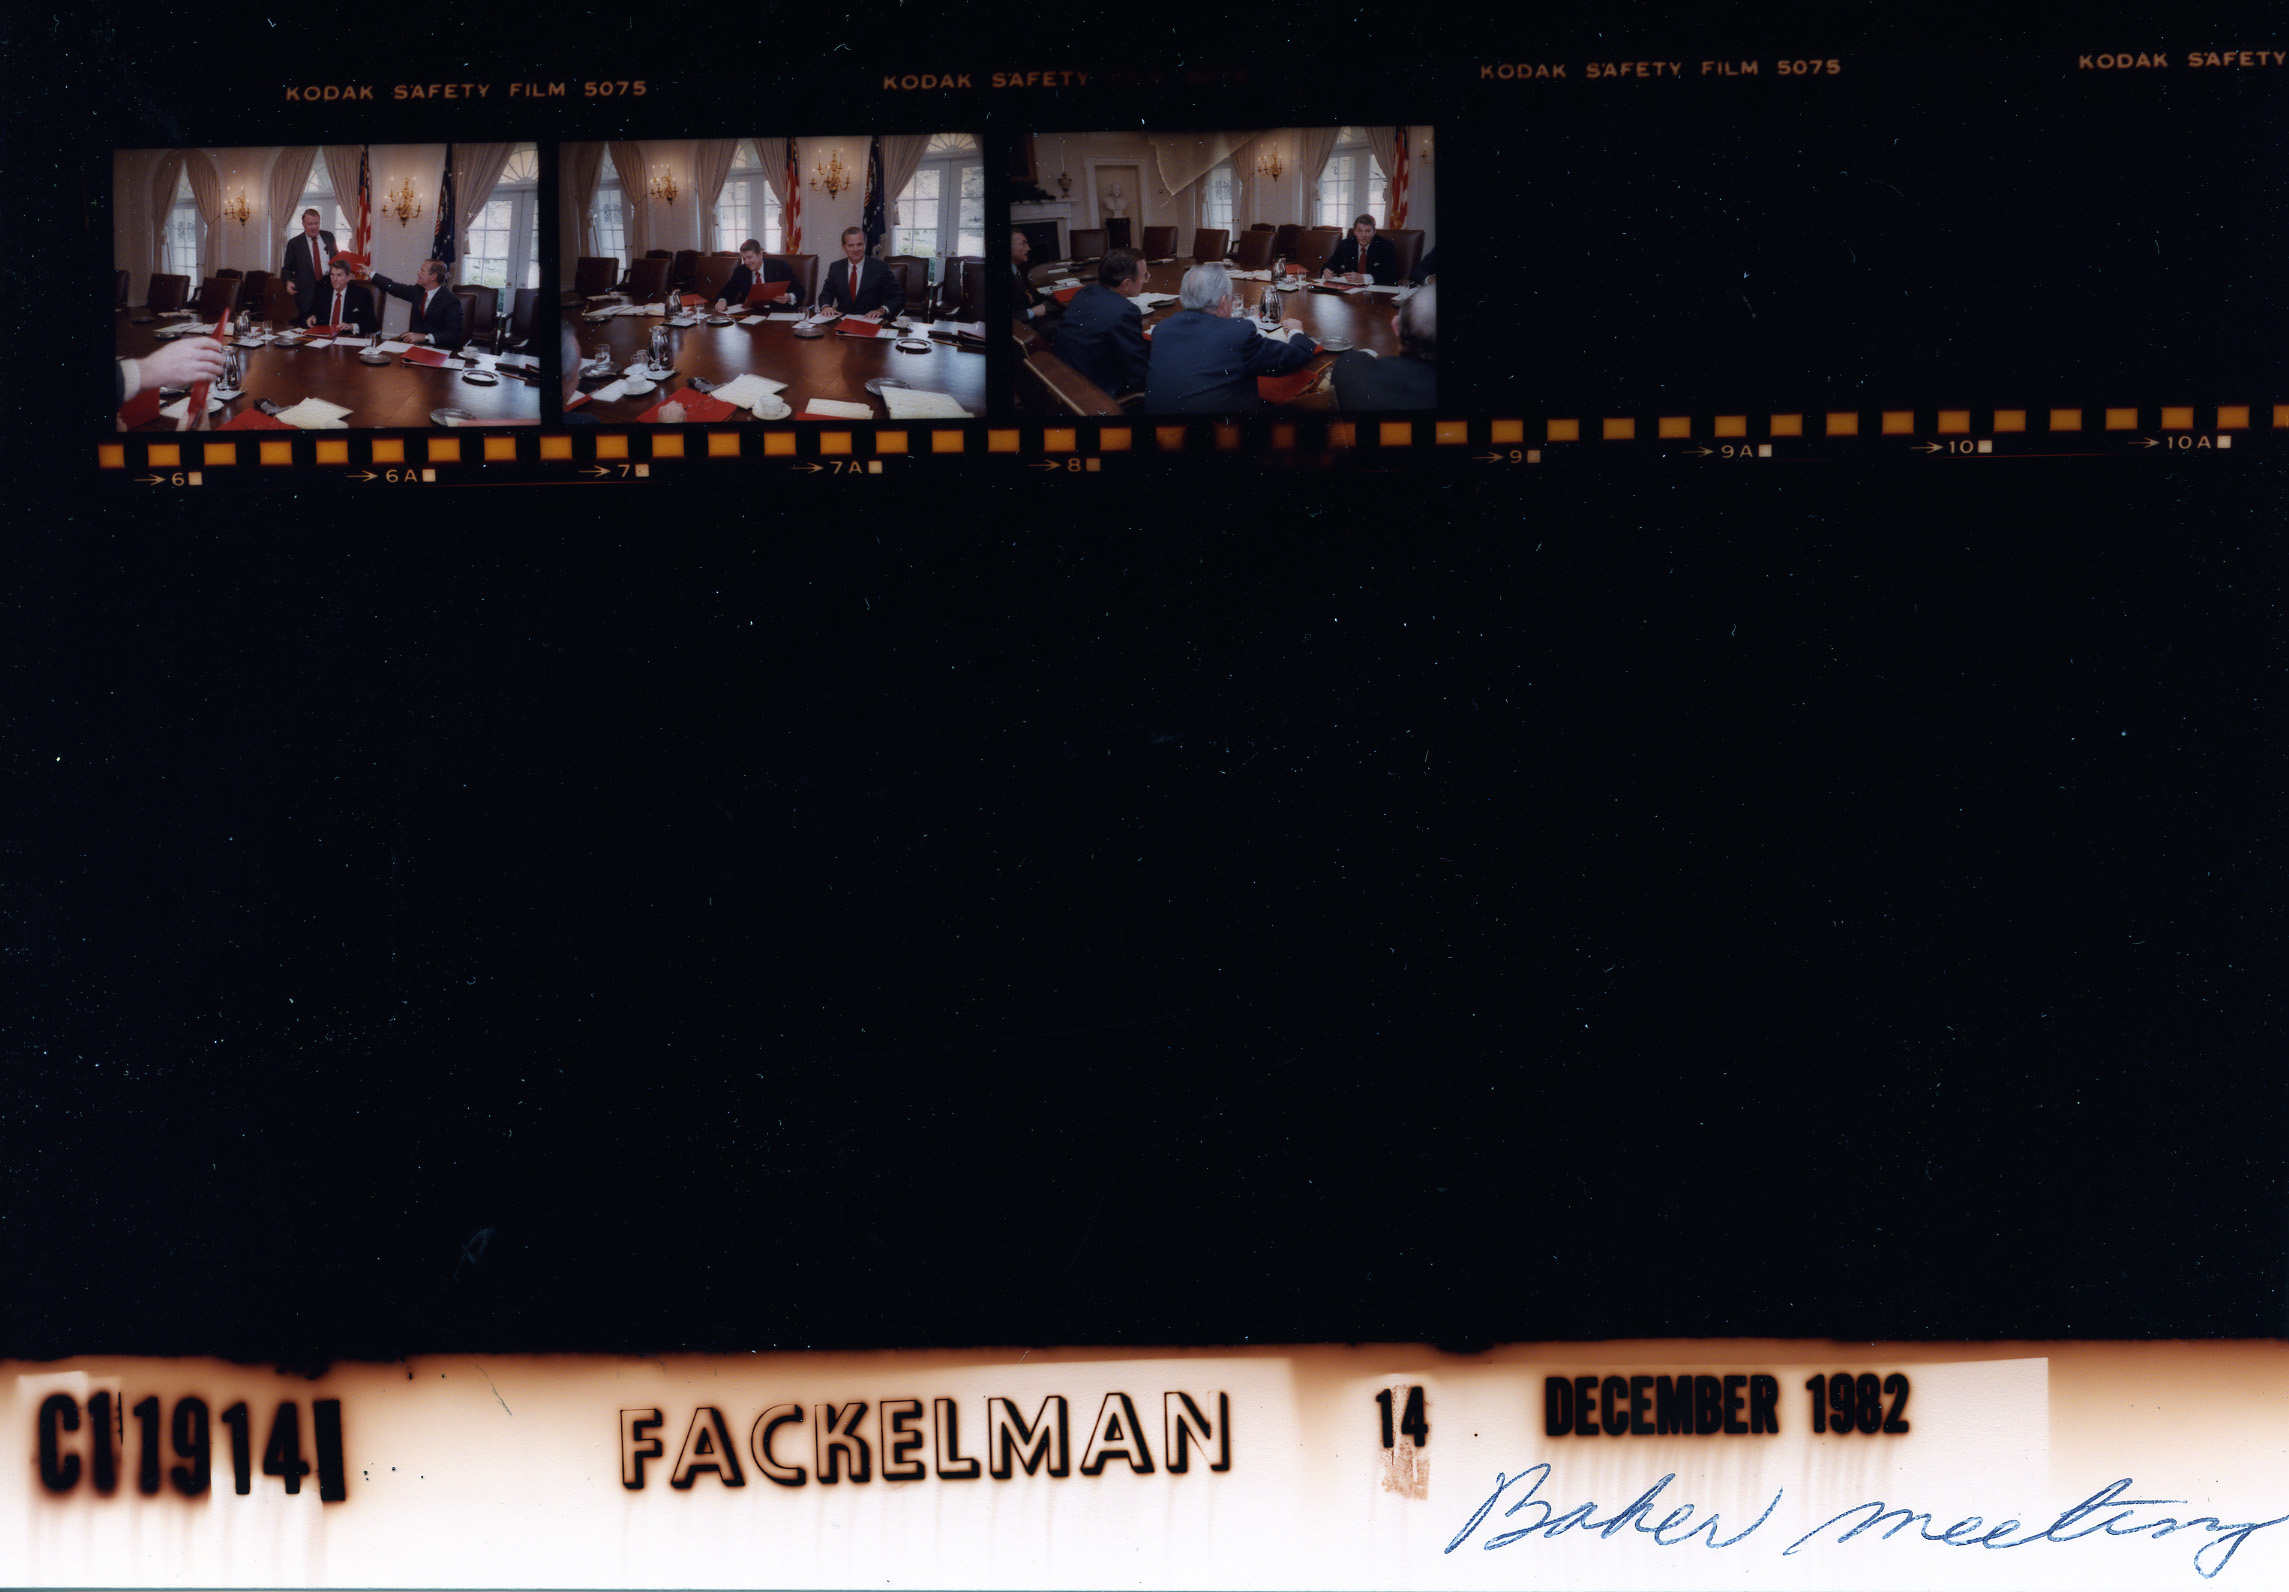 KODAK SAFETY FILM 5075 KODAK SAFETY KODAK SAFETY FILM 5075 KODAK SAFETY
→6 →6A →7 →7A →8 →9 →9A →10 →10A
C11914 FACKELMAN 14 DECEMBER 1982
Baker meeting